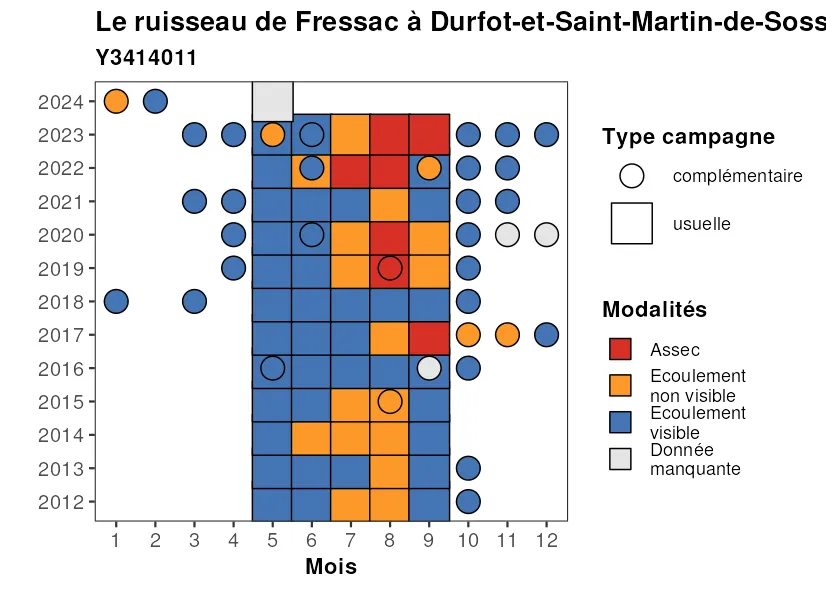 Le ruisseau de Fressac à Durfot-et-Saint-Martin-de-Soss
Y3414011
2024
2023
2022
2021
2020
2019
2018
2017
2016
2015
2014
2013
2012
1 2 3 4 5 6 7 8 9 10 11 12
Mois
Type campagne
complémentaire
usuelle
Modalités
Assec
Ecoulement
non visible
Ecoulement
visible
Donnée
manquante